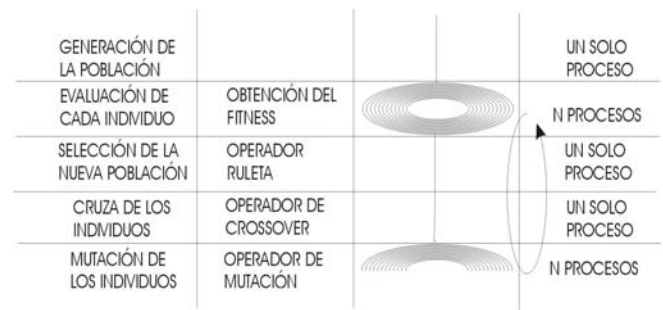 GENERACIÓN DE
LA POBLACIÓN
UN SOLO
PROCESO
EVALUACIÓN DE
CADA INDIVIDUO
OBTENCIÓN DEL
FITNESS
N PROCESOS
SELECCIÓN DE LA
NUEVA POBLACIÓN
OPERADOR
RULETA
UN SOLO
PROCESO
CRUZA DE LOS
INDIVIDUOS
OPERADOR DE
CROSSOVER
UN SOLO
PROCESO
MUTACIÓN DE
LOS INDIVIDUOS
OPERADOR DE
MUTACIÓN
N PROCESOS